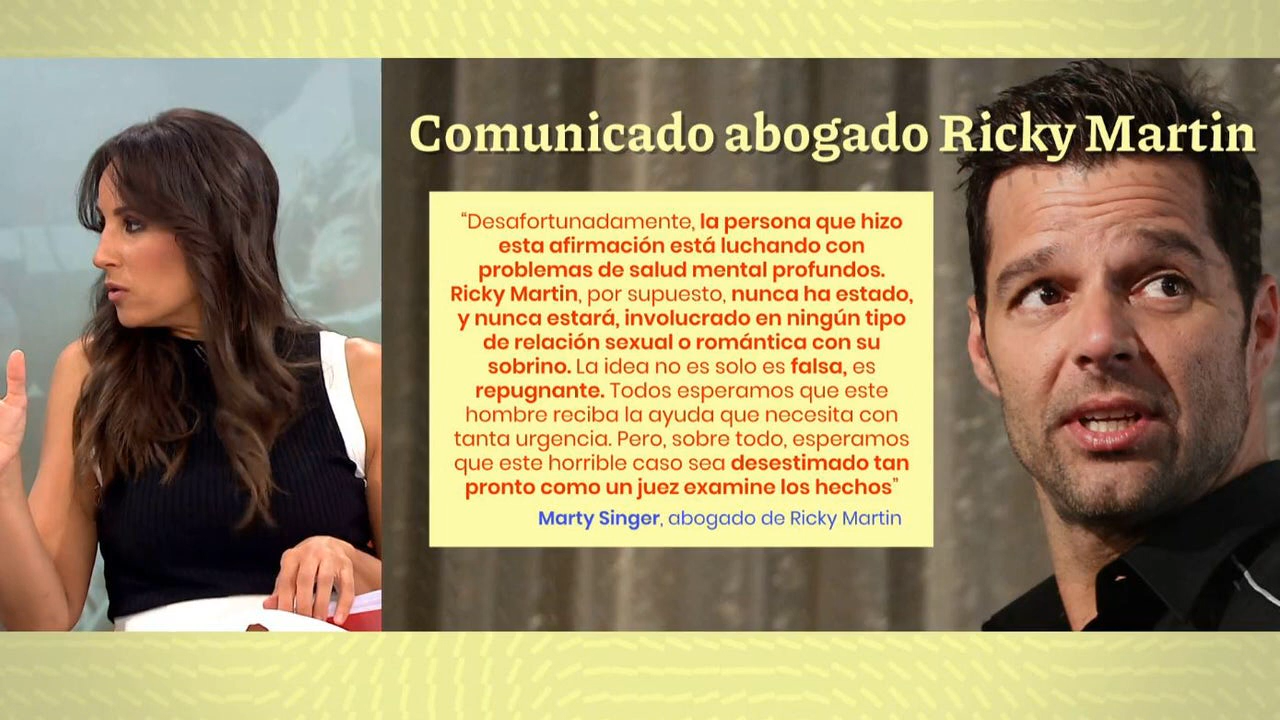 Comunicado abogado Ricky Martin
“Desafortunadamente, la persona que hizo
esta afirmación está luchando con
problemas de salud mental profundos.
Ricky Martin, por supuesto, nunca ha estado,
y nunca estará, involucrado en ningún tipo
de relación sexual o romántica con su
sobrino. La idea no es solo es falsa, es
repugnante. Todos esperamos que este
hombre reciba la ayuda que necesita con
tanta urgencia. Pero, sobre todo, esperamos
que este horrible caso sea desestimado tan
pronto como un juez examine los hechos”
Marty Singer, abogado de Ricky Martin